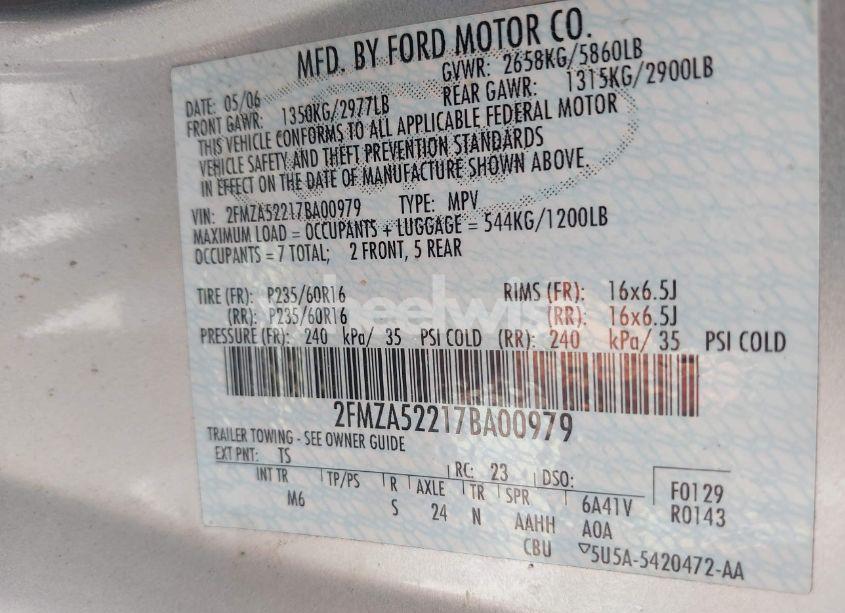 MFD. BY FORD MOTOR CO.
DATE: 05/06 GVWR: 2658KG/5860LB
FRONT GAWR: 1350KG/2977LB REAR GAWR: 1315KG/2900LB
THIS VEHICLE CONFORMS TO ALL APPLICABLE FEDERAL MOTOR
VEHICLE SAFETY AND THEFT PREVENTION STANDARDS
IN EFFECT ON THE DATE OF MANUFACTURE SHOWN ABOVE.
VIN: 2FMZA52217BA00979 TYPE: MPV
MAXIMUM LOAD = OCCUPANTS + LUGGAGE = 544KG/1200LB
OCCUPANTS = 7 TOTAL; 2 FRONT, 5 REAR
TIRE (FR): P235/60R16 RIMS (FR): 16x6.5J
(RR): P235/60R16 (RR): 16x6.5J
PRESSURE (FR): 240 kPa/ 35 PSI COLD (RR): 240 kPa/ 35 PSI COLD
2FMZA52217BA00979
TRAILER TOWING - SEE OWNER GUIDE
EXT PNT: TS RC: 23 DSO: F0129
INT TR TP/PS R AXLE TR SPR 6A41V R0143
M6 S 24 N AAHH A0A
CBU ▽5U5A-5420472-AA